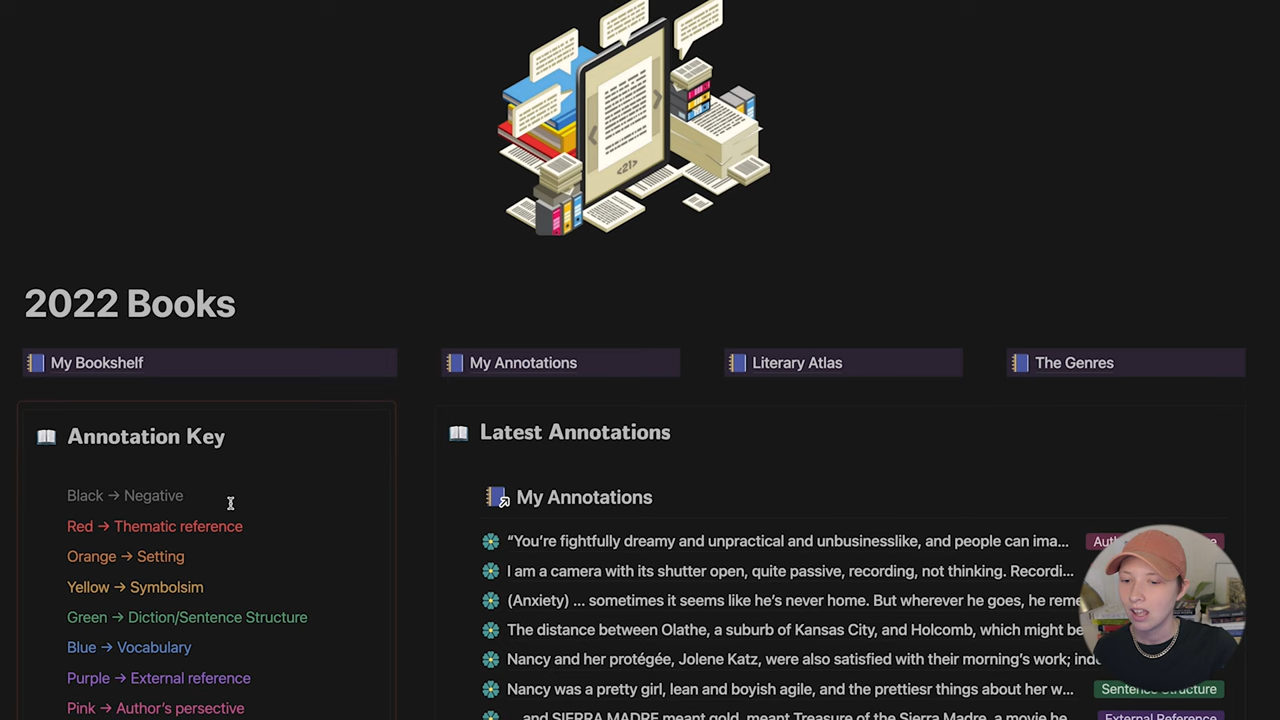 <21>
2022 Books
My Bookshelf
My Annotations
Literary Atlas
The Genres
Annotation Key
Black → Negative
Red → Thematic reference
Orange → Setting
Yellow → Symbolsim
Green → Diction/Sentence Structure
Blue → Vocabulary
Purple → External reference
Pink → Author's persective
Latest Annotations
My Annotations
“You're fightfully dreamy and unpractical and unbusinesslike, and people can ima...
I am a camera with its shutter open, quite passive, recording, not thinking. Recordi...
(Anxiety) ... sometimes it seems like he's never home. But wherever he goes, he reme
The distance between Olathe, a suburb of Kansas City, and Holcomb, which might be
Nancy and her protégée, Jolene Katz, were also satisfied with their morning's work; ind
Nancy was a pretty girl, lean and boyish agile, and the prettiesr things about her w...
Sentence Structure
... and SIERRA MADRE meant gold, meant Treasure of the Sierra Madre, a movie he
External Reference